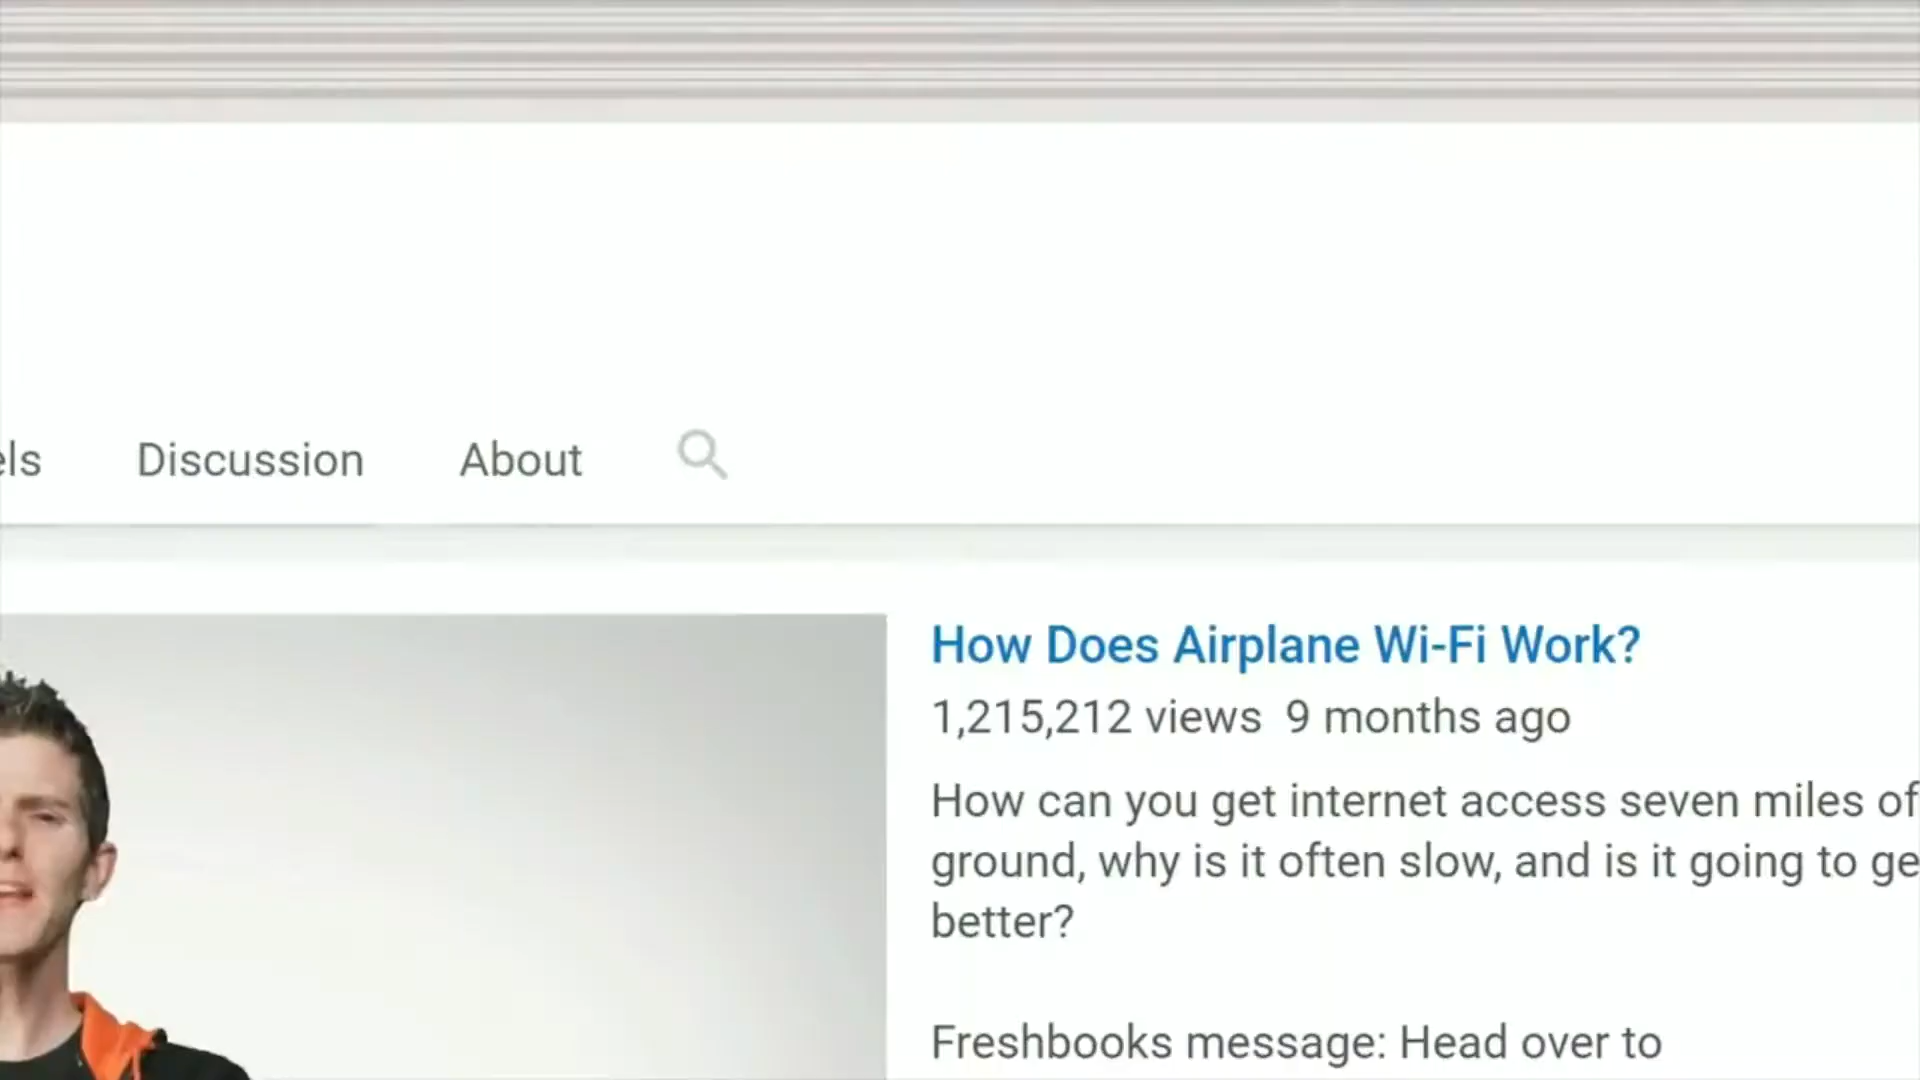 Discussion About
How Does Airplane Wi-Fi Work?
1,215,212 views 9 months ago
How can you get internet access seven miles of
ground, why is it often slow, and is it going to ge
better?
Freshbooks message: Head over to